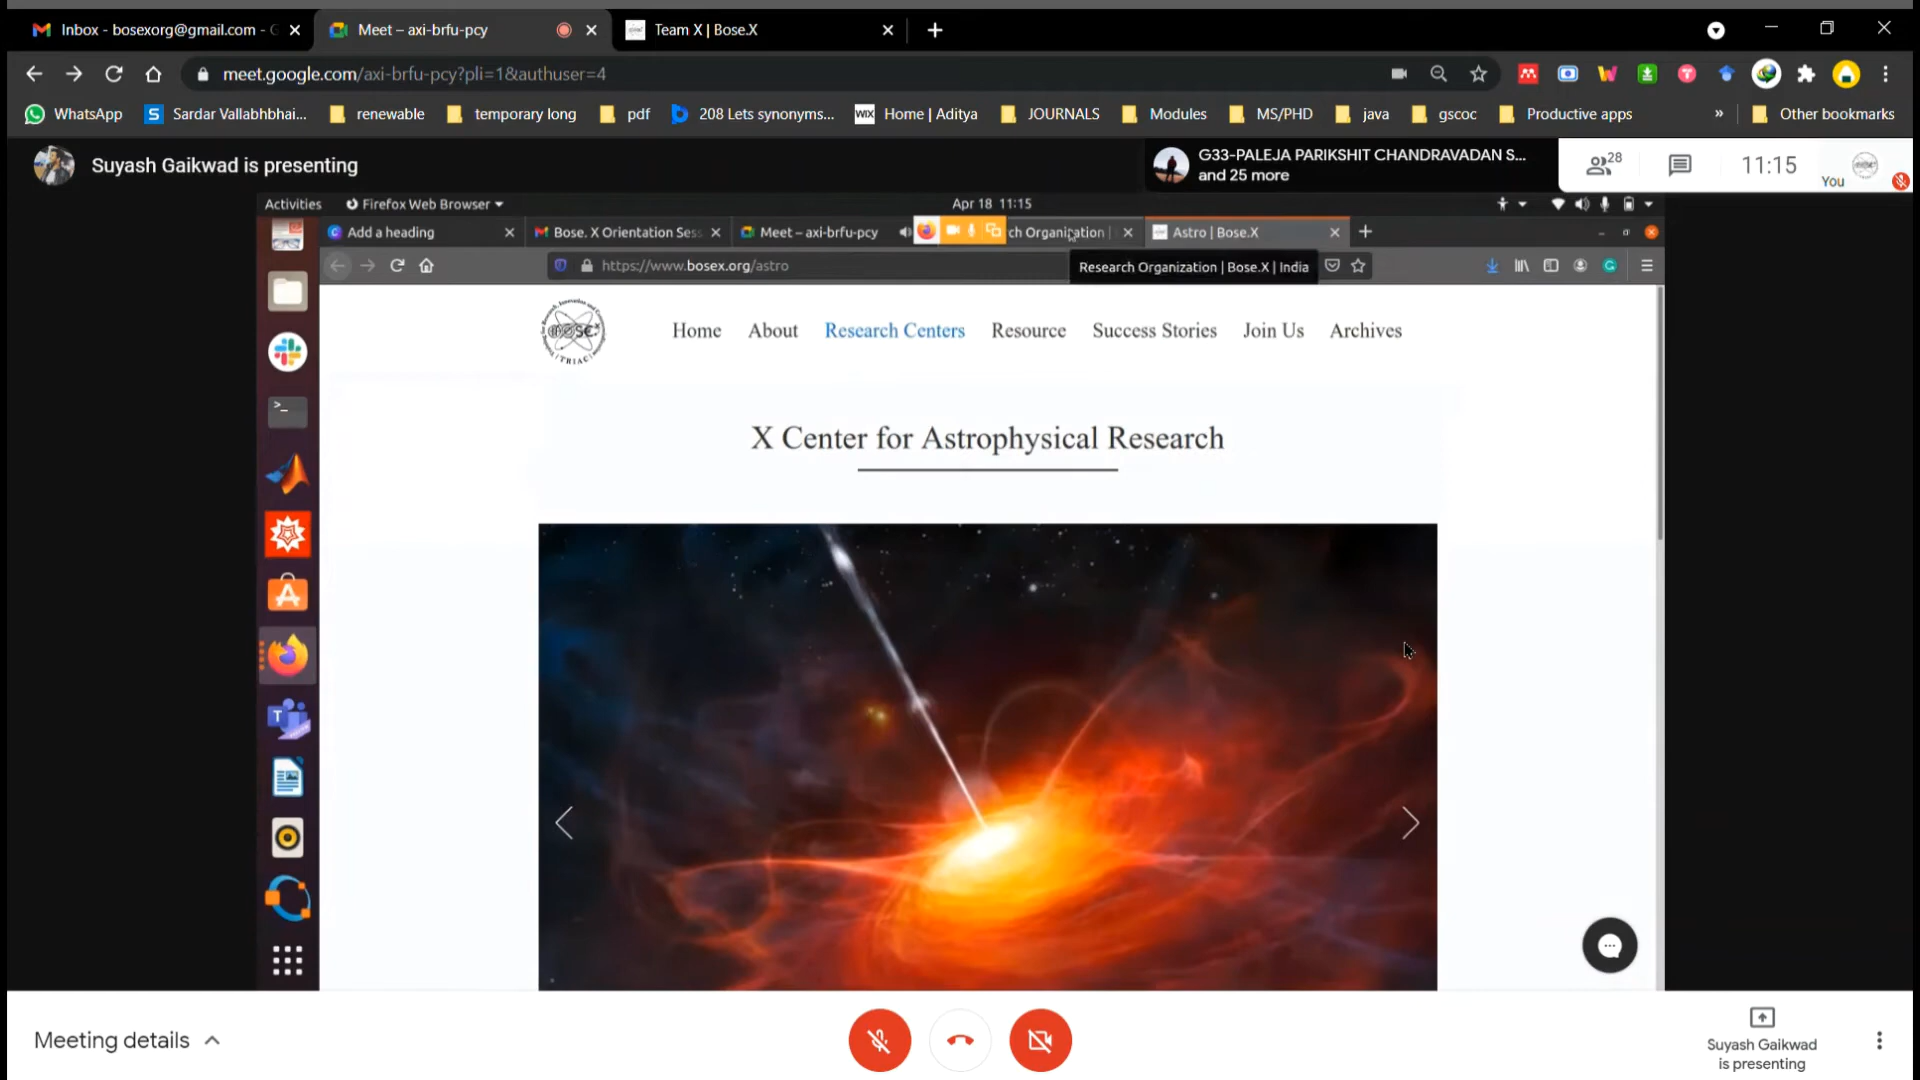 Inbox - bosexorg@gmail.com - G
Meet – axi-brfu-pcy
Team X | Bose.X
meet.google.com/axi-brfu-pcy?pli=1&authuser=4
WhatsApp
Sardar Vallabhbhai...
renewable
temporary long
pdf
208 Lets synonyms...
WIX
Home | Aditya
JOURNALS
Modules
MS/PHD
java
gscoc
Productive apps
»
Other bookmarks
Suyash Gaikwad is presenting
G33-PALEJA PARIKSHIT CHANDRAVADAN S...
and 25 more
28
11:15
You
Activities
Firefox Web Browser
Apr 18 11:15
Add a heading
Bose. X Orientation Sess
Meet – axi-brfu-pcy
ch Organization |
Astro | Bose.X
https://www.bosex.org/astro
Research Organization | Bose.X | India
Home
About
Research Centers
Resource
Success Stories
Join Us
Archives
X Center for Astrophysical Research
Meeting details
Suyash Gaikwad
is presenting